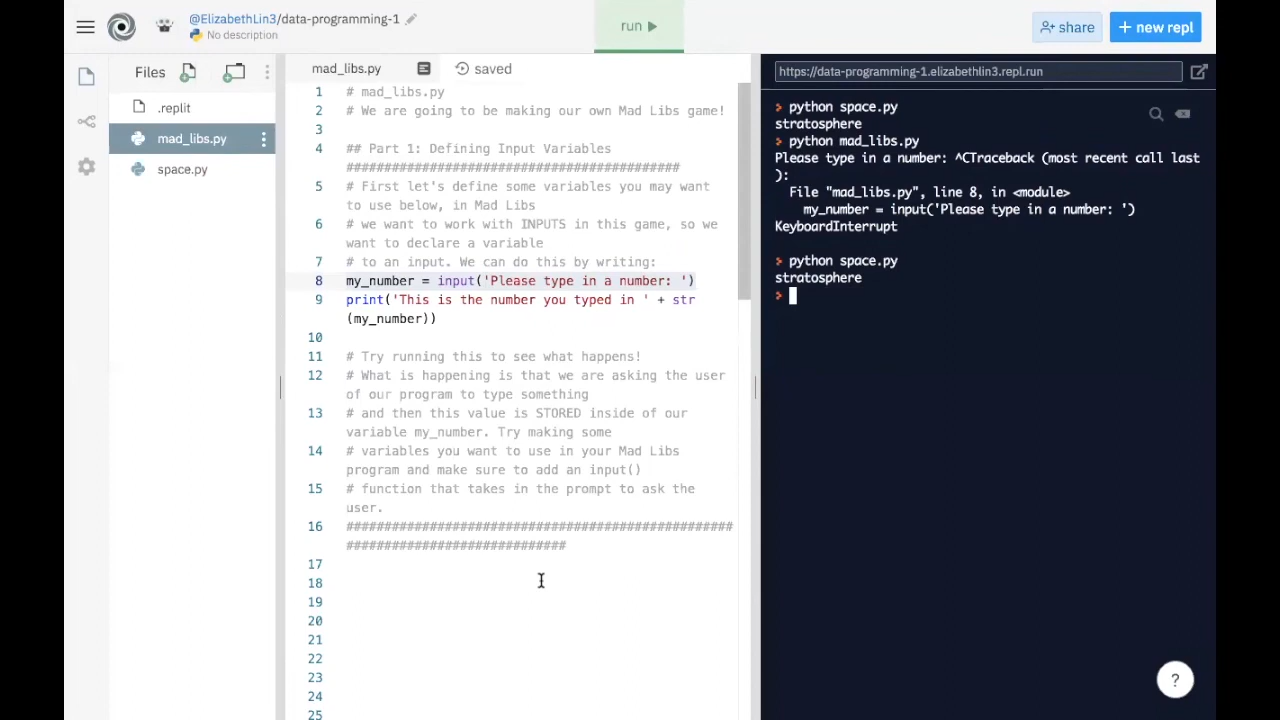 @ElizabethLin3/data-programming-1
No description
run
share
+ new repl
Files
.replit
mad_libs.py
space.py
mad_libs.py
saved
1 # mad_libs.py
2 # We are going to be making our own Mad Libs game!
3
4 ## Part 1: Defining Input Variables
############################################
5 # First let's define some variables you may want
to use below, in Mad Libs
6 # we want to work with INPUTS in this game, so we
want to declare a variable
7 # to an input. We can do this by writing:
8 my_number = input('Please type in a number: ')
9 print('This is the number you typed in ' + str
(my_number))
10
11 # Try running this to see what happens!
12 # What is happening is that we are asking the user
of our program to type something
13 # and then this value is STORED inside of our
variable my_number. Try making some
14 # variables you want to use in your Mad Libs
program and make sure to add an input()
15 # function that takes in the prompt to ask the
user.
16 ###################################################
#############################
17
18
19
20
21
22
23
24
25
https://data-programming-1.elizabethlin3.repl.run
> python space.py
stratosphere
> python mad_libs.py
Please type in a number: ^CTraceback (most recent call last
):
File "mad_libs.py", line 8, in <module>
my_number = input('Please type in a number: ')
KeyboardInterrupt
> python space.py
stratosphere
>
?